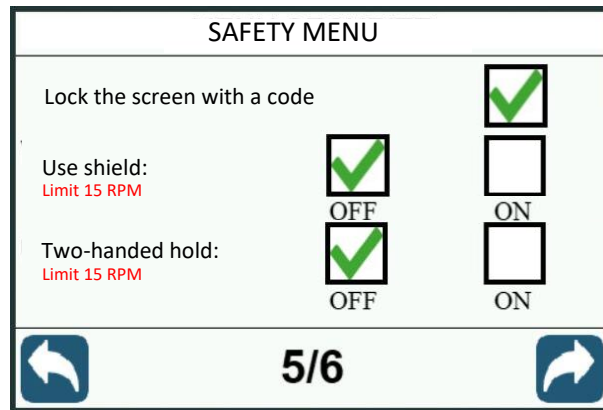 SAFETY MENU
Lock the screen with a code
Use shield:
Limit 15 RPM
OFF ON
Two-handed hold:
Limit 15 RPM
OFF ON
5/6